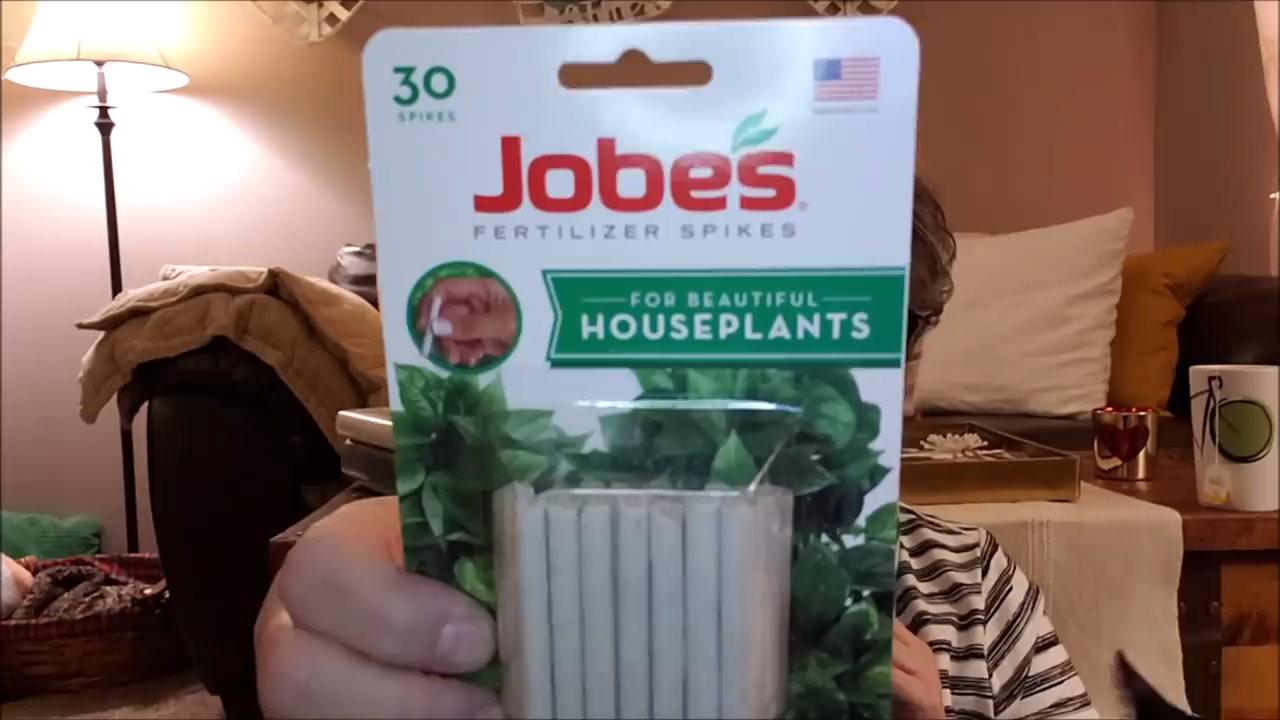 30
SPIKES
Jobe's
FERTILIZER SPIKES
FOR BEAUTIFUL
HOUSEPLANTS